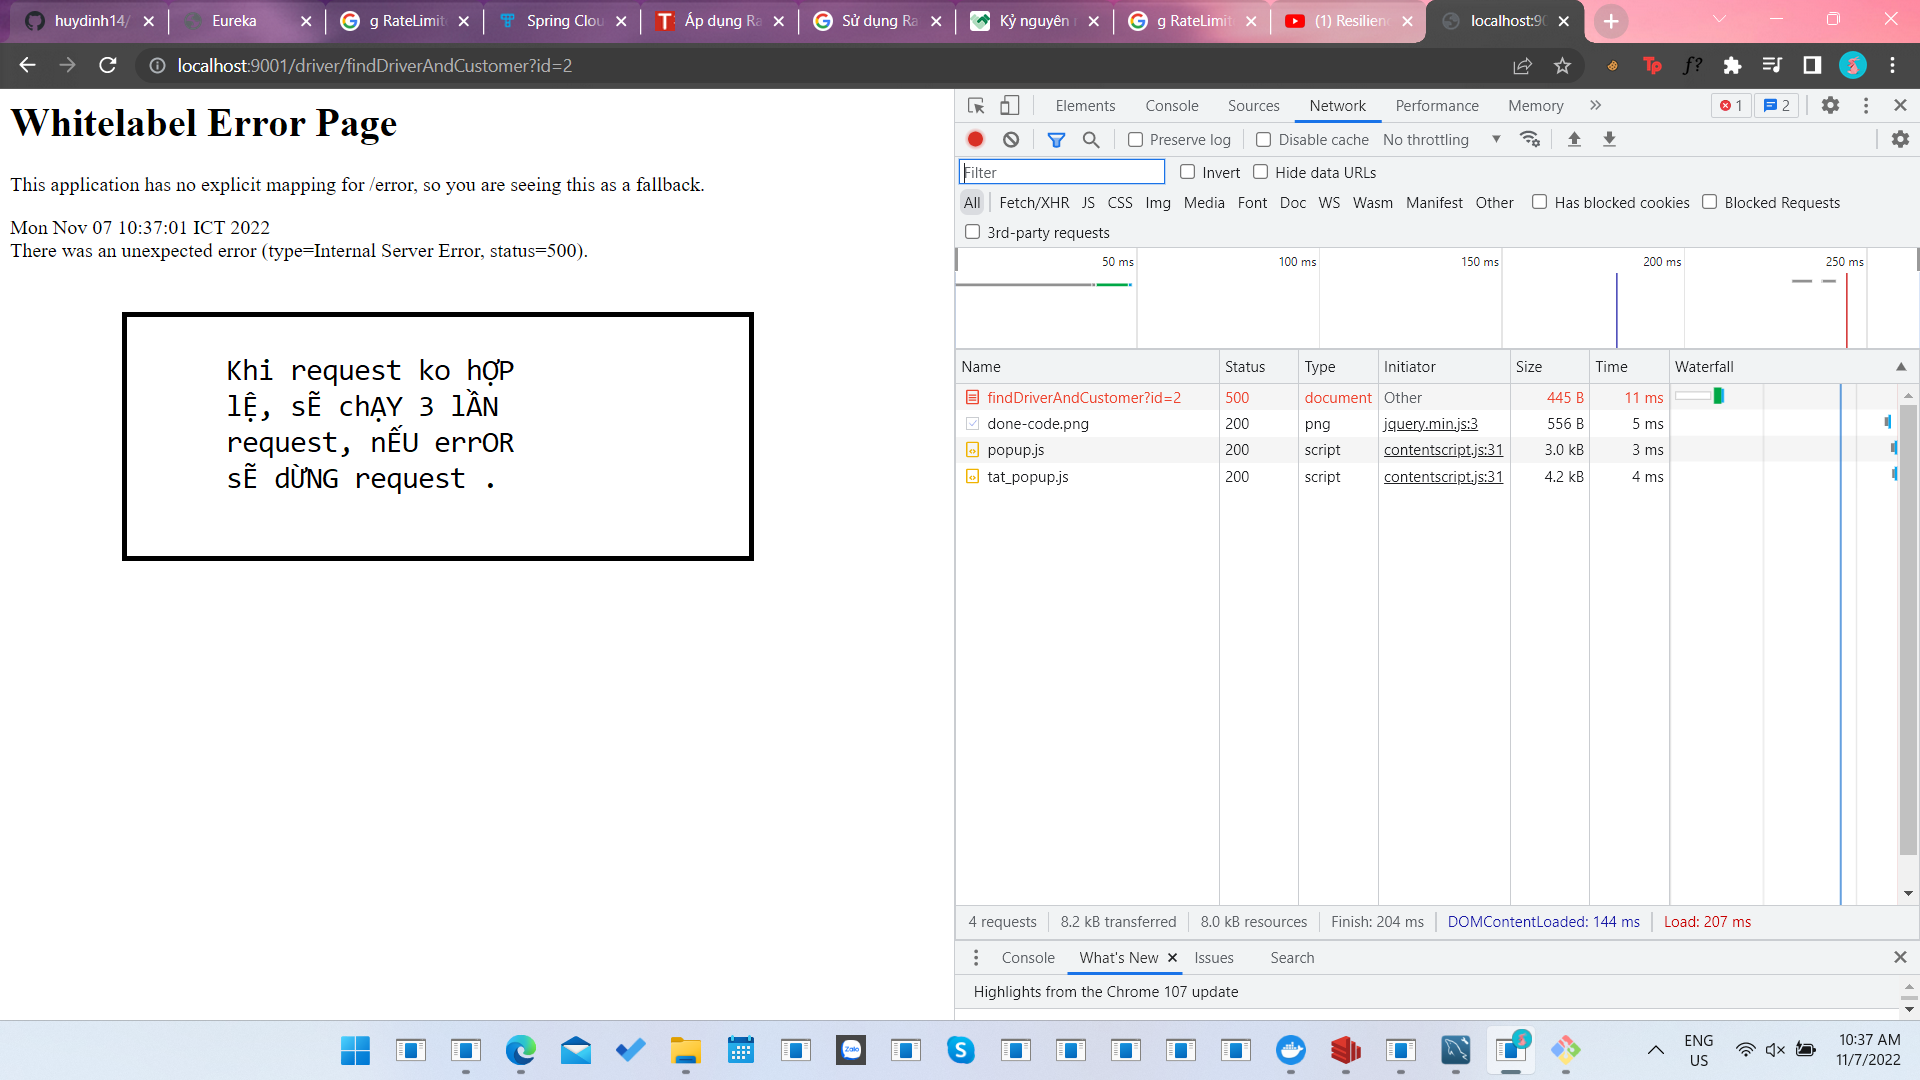 huydinh14/
Eureka
g RateLimit
Spring Clou
Áp dụng Ra
Sử dụng Ra
Kỷ nguyên
g RateLimit
(1) Resilien
localhost:90
localhost:9001/driver/findDriverAndCustomer?id=2
Whitelabel Error Page
This application has no explicit mapping for /error, so you are seeing this as a fallback.
Mon Nov 07 10:37:01 ICT 2022
There was an unexpected error (type=Internal Server Error, status=500).
Khi request ko hỢP
lỆ, sẼ chẠY 3 lẦN
request, nẾU errOR
sẼ dỪNG request .
Elements Console Sources Network Performance Memory » 1 2
Preserve log Disable cache No throttling
Filter Invert Hide data URLs
All Fetch/XHR JS CSS Img Media Font Doc WS Wasm Manifest Other Has blocked cookies Blocked Requests
3rd-party requests
50 ms 100 ms 150 ms 200 ms 250 ms
Name Status Type Initiator Size Time Waterfall
findDriverAndCustomer?id=2 500 document Other 445 B 11 ms
done-code.png 200 png jquery.min.js:3 556 B 5 ms
popup.js 200 script contentscript.js:31 3.0 kB 3 ms
tat_popup.js 200 script contentscript.js:31 4.2 kB 4 ms
4 requests 8.2 kB transferred 8.0 kB resources Finish: 204 ms DOMContentLoaded: 144 ms Load: 207 ms
Console What's New Issues Search
Highlights from the Chrome 107 update
Zalo
ENG
US
10:37 AM
11/7/2022